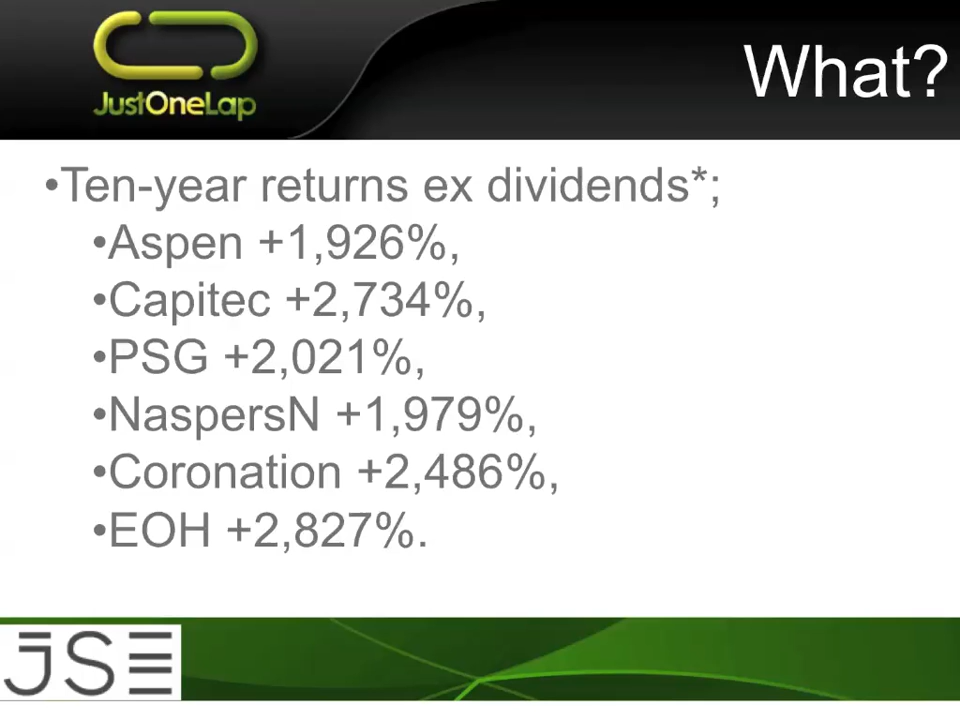 JustOneLap
What?
•Ten-year returns ex dividends*;
•Aspen +1,926%,
•Capitec +2,734%,
•PSG +2,021%,
•NaspersN +1,979%,
•Coronation +2,486%,
•EOH +2,827%.
JSE